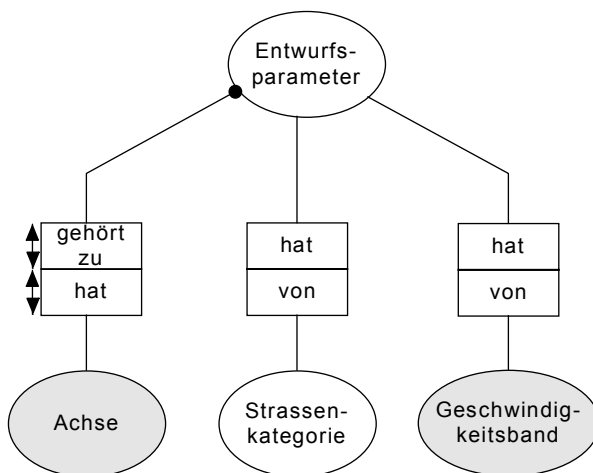 Entwurfs-
parameter
gehört
zu
hat
hat
von
hat
von
Achse
Strassen-
kategorie
Geschwindig-
keitsband